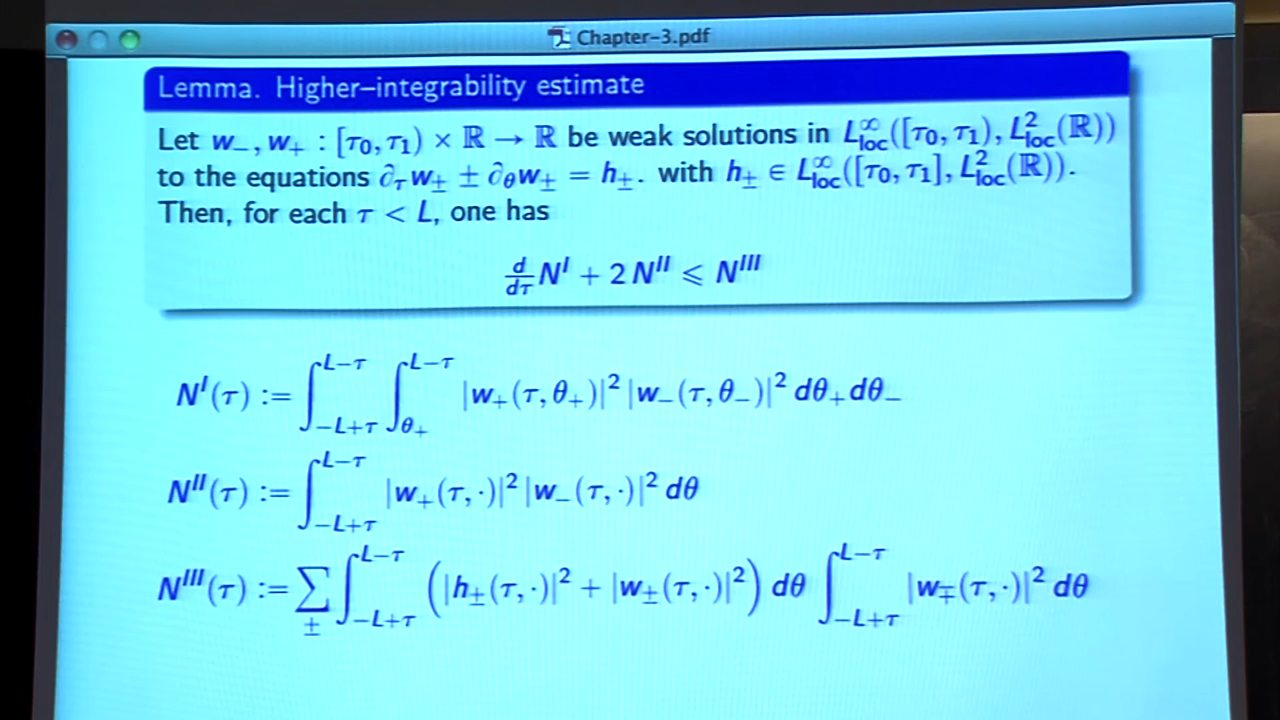 Chapter-3.pdf
Lemma. Higher–integrability estimate
Let w₋, w₊ : [τ₀, τ₁) × ℝ → ℝ be weak solutions in L^∞_loc([τ₀, τ₁), L²_loc(ℝ))
to the equations ∂_τ w_± ± ∂_θ w_± = h_±. with h_± ∈ L^∞_loc([τ₀, τ₁], L²_loc(ℝ)).
Then, for each τ < L, one has
d/dτ N^I + 2 N^II ⩽ N^III
N^I(τ) := ∫_{-L+τ}^{L-τ} ∫_{θ₊}^{L-τ} |w₊(τ, θ₊)|² |w₋(τ, θ₋)|² dθ₊ dθ₋
N^II(τ) := ∫_{-L+τ}^{L-τ} |w₊(τ, ·)|² |w₋(τ, ·)|² dθ
N^III(τ) := ∑_± ∫_{-L+τ}^{L-τ} (|h_±(τ, ·)|² + |w_±(τ, ·)|²) dθ ∫_{-L+τ}^{L-τ} |w_∓(τ, ·)|² dθ